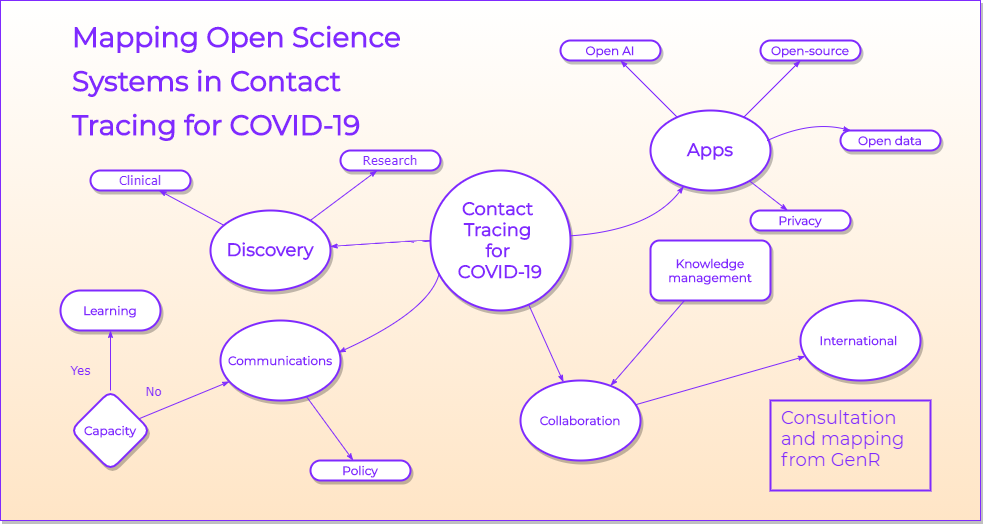 Mapping Open Science
Systems in Contact
Tracing for COVID-19
Open AI
Open-source
Apps
Open data
Privacy
Research
Clinical
Discovery
Contact
Tracing
for
COVID-19
Knowledge
management
Learning
Yes
No
Capacity
Communications
Policy
Collaboration
International
Consultation
and mapping
from GenR